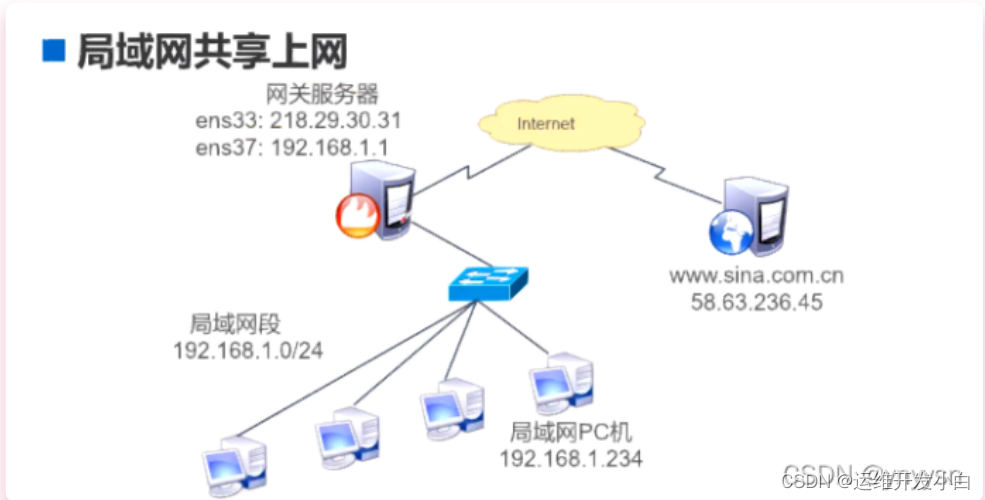 局域网共享上网
网关服务器
ens33: 218.29.30.31
ens37: 192.168.1.1
Internet
www.sina.com.cn
58.63.236.45
局域网段
192.168.1.0/24
局域网PC机
192.168.1.234
CSDN @运维开发小白